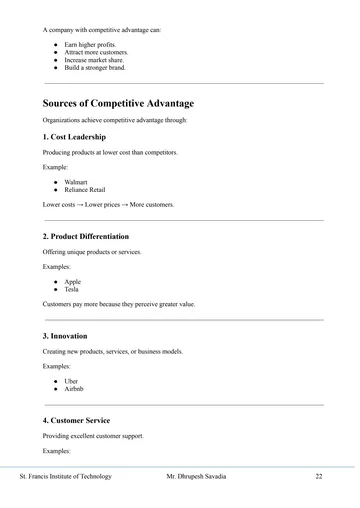 A company with competitive advantage can:
● Earn higher profits.
● Attract more customers.
● Increase market share.
● Build a stronger brand.
Sources of Competitive Advantage
Organizations achieve competitive advantage through:
1. Cost Leadership
Producing products at lower cost than competitors.
Example:
● Walmart
● Reliance Retail
Lower costs → Lower prices → More customers.
2. Product Differentiation
Offering unique products or services.
Examples:
● Apple
● Tesla
Customers pay more because they perceive greater value.
3. Innovation
Creating new products, services, or business models.
Examples:
● Uber
● Airbnb
4. Customer Service
Providing excellent customer support.
Examples:
St. Francis Institute of Technology Mr. Dhrupesh Savadia 22